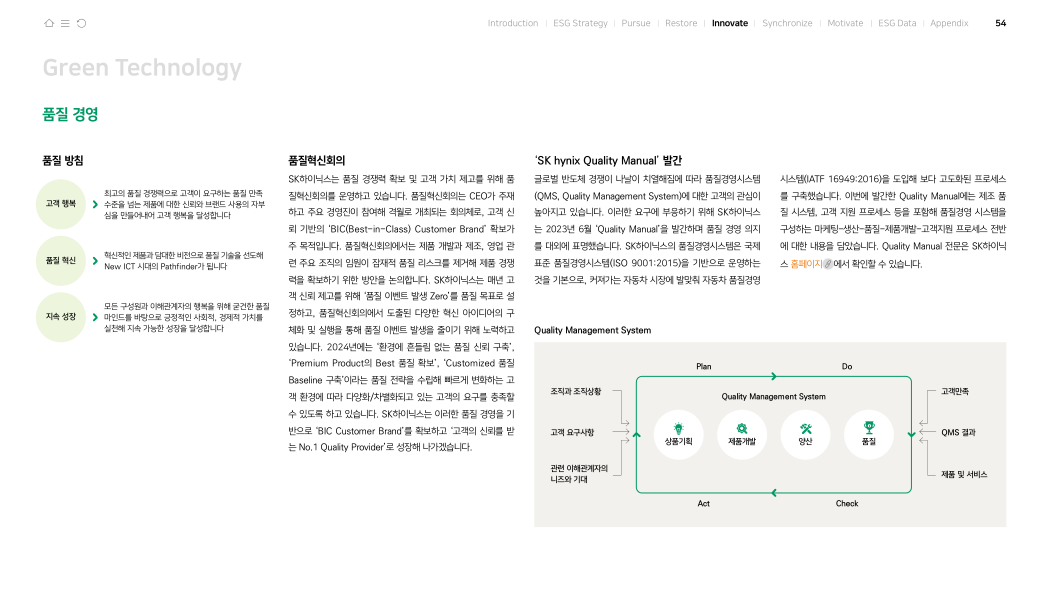 Introduction | ESG Strategy | Pursue | Restore | Innovate | Synchronize | Motivate | ESG Data | Appendix 54
Green Technology
품질 경영
품질 방침
고객 행복
최고의 품질 경쟁력으로 고객이 요구하는 품질 만족
수준을 넘는 제품에 대한 신뢰와 브랜드 사용의 자부
심을 만들어내어 고객 행복을 달성합니다
품질 혁신
혁신적인 제품과 담대한 비전으로 품질 기술을 선도해
New ICT 시대의 Pathfinder가 됩니다
지속 성장
모든 구성원과 이해관계자의 행복을 위해 굳건한 품질
마인드를 바탕으로 긍정적인 사회적, 경제적 가치를
실천해 지속 가능한 성장을 달성합니다
품질혁신회의
SK하이닉스는 품질 경쟁력 확보 및 고객 가치 제고를 위해 품
질혁신회의를 운영하고 있습니다. 품질혁신회의는 CEO가 주재
하고 주요 경영진이 참여해 격월로 개최되는 회의체로, 고객 신
뢰 기반의 ‘BIC(Best-in-Class) Customer Brand’ 확보가
주 목적입니다. 품질혁신회의에서는 제품 개발과 제조, 영업 관
련 주요 조직의 임원이 잠재적 품질 리스크를 제거해 제품 경쟁
력을 확보하기 위한 방안을 논의합니다. SK하이닉스는 매년 고
객 신뢰 제고를 위해 ‘품질 이벤트 발생 Zero’를 품질 목표로 설
정하고, 품질혁신회의에서 도출된 다양한 혁신 아이디어의 구
체화 및 실행을 통해 품질 이벤트 발생을 줄이기 위해 노력하고
있습니다. 2024년에는 ‘환경에 흔들림 없는 품질 신뢰 구축’,
‘Premium Product의 Best 품질 확보’, ‘Customized 품질
Baseline 구축’이라는 품질 전략을 수립해 빠르게 변화하는 고
객 환경에 따라 다양화/차별화되고 있는 고객의 요구를 충족할
수 있도록 하고 있습니다. SK하이닉스는 이러한 품질 경영을 기
반으로 ‘BIC Customer Brand’를 확보하고 ‘고객의 신뢰를 받
는 No.1 Quality Provider’로 성장해 나가겠습니다.
‘SK hynix Quality Manual’ 발간
글로벌 반도체 경쟁이 나날이 치열해짐에 따라 품질경영시스템
(QMS, Quality Management System)에 대한 고객의 관심이
높아지고 있습니다. 이러한 요구에 부응하기 위해 SK하이닉스
는 2023년 6월 ‘Quality Manual’을 발간하며 품질 경영 의지
를 대외에 표명했습니다. SK하이닉스의 품질경영시스템은 국제
표준 품질경영시스템(ISO 9001:2015)을 기반으로 운영하는
것을 기본으로, 커져가는 자동차 시장에 발맞춰 자동차 품질경영
시스템(IATF 16949:2016)을 도입해 보다 고도화된 프로세스
를 구축했습니다. 이번에 발간한 Quality Manual에는 제조 품
질 시스템, 고객 지원 프로세스 등을 포함해 품질경영 시스템을
구성하는 마케팅-생산-품질-제품개발-고객지원 프로세스 전반
에 대한 내용을 담았습니다. Quality Manual 전문은 SK하이닉
스 홈페이지에서 확인할 수 있습니다.
Quality Management System
Plan
Do
조직과 조직상황
고객 요구사항
관련 이해관계자의
니즈와 기대
Quality Management System
상품기획
제품개발
양산
품질
고객만족
QMS 결과
제품 및 서비스
Act
Check